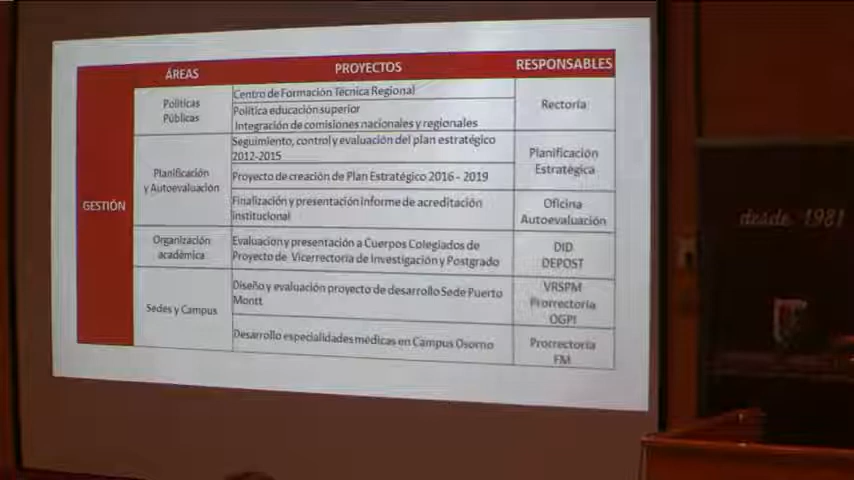 ÁREAS PROYECTOS RESPONSABLES
GESTIÓN
Políticas
Públicas
Centro de Formación Técnica Regional
Política educación superior
Integración de comisiones nacionales y regionales
Rectoría
Planificación
y Autoevaluación
Seguimiento, control y evaluación del plan estratégico
2012-2015
Proyecto de creación de Plan Estratégico 2016 - 2019
Planificación
Estratégica
Finalización y presentación informe de acreditación
institucional
Oficina
Autoevaluación
Organización
académica
Evaluación y presentación a Cuerpos Colegiados de
Proyecto de Vicerrectoría de Investigación y Postgrado
DID
DEPOST
Sedes y Campus
Diseño y evaluación proyecto de desarrollo Sede Puerto
Montt
VRSPM
Prorrectoría
OGPI
Desarrollo especialidades médicas en Campus Osorno
Prorrectoría
FM
desde 1981